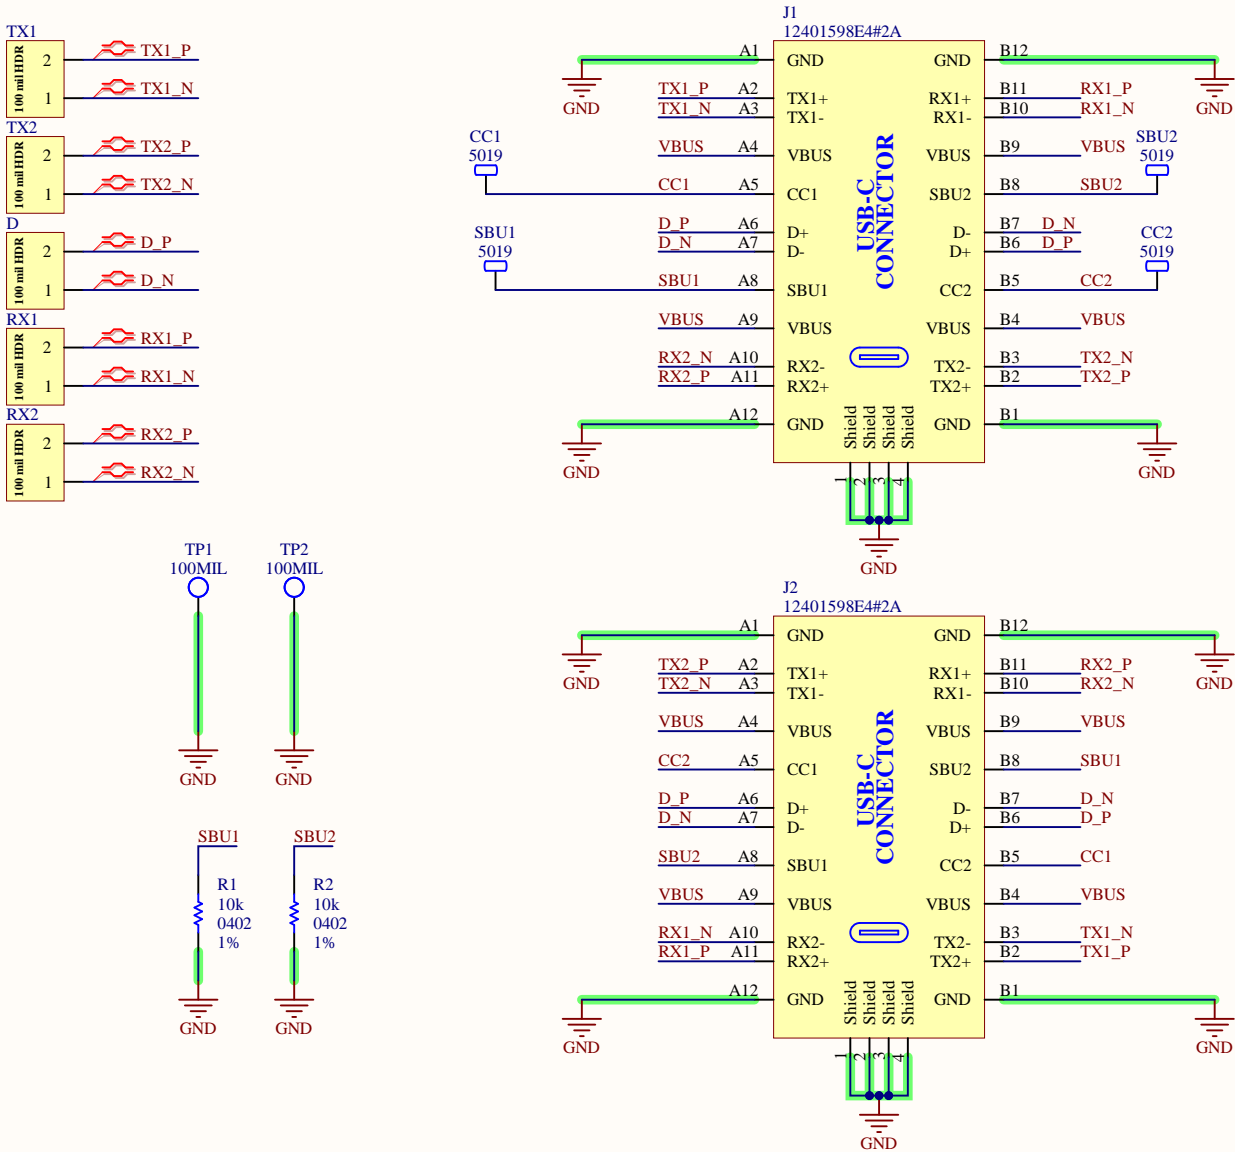 TX1
100 mil HDR
2
TX1_P
1
TX1_N
TX2
100 mil HDR
2
TX2_P
1
TX2_N
D
100 mil HDR
2
D_P
1
D_N
RX1
100 mil HDR
2
RX1_P
1
RX1_N
RX2
100 mil HDR
2
RX2_P
1
RX2_N
TP1
100MIL
GND
TP2
100MIL
GND
SBU1
R1
10k
0402
1%
GND
SBU2
R2
10k
0402
1%
GND
J1
12401598E4#2A
USB-C
CONNECTOR
GND A1 GND
TX1_P A2 TX1+
TX1_N A3 TX1-
VBUS A4 VBUS
CC1
5019
CC1 A5 CC1
D_P A6 D+
D_N A7 D-
SBU1
5019
SBU1 A8 SBU1
VBUS A9 VBUS
RX2_N A10 RX2-
RX2_P A11 RX2+
GND A12 GND
GND B12 GND
RX1+ B11 RX1_P
RX1- B10 RX1_N
VBUS B9 VBUS
SBU2
5019
SBU2 B8 SBU2
D- B7 D_N
D+ B6 D_P
CC2
5019
CC2 B5 CC2
VBUS B4 VBUS
TX2- B3 TX2_N
TX2+ B2 TX2_P
GND B1 GND
Shield Shield Shield Shield
1 2 3 4
GND
J2
12401598E4#2A
USB-C
CONNECTOR
GND A1 GND
TX2_P A2 TX1+
TX2_N A3 TX1-
VBUS A4 VBUS
CC2 A5 CC1
D_P A6 D+
D_N A7 D-
SBU2 A8 SBU1
VBUS A9 VBUS
RX1_N A10 RX2-
RX1_P A11 RX2+
GND A12 GND
GND B12 GND
RX1+ B11 RX2_P
RX1- B10 RX2_N
VBUS B9 VBUS
SBU2 B8 SBU1
D- B7 D_N
D+ B6 D_P
CC2 B5 CC1
VBUS B4 VBUS
TX2- B3 TX1_N
TX2+ B2 TX1_P
GND B1 GND
Shield Shield Shield Shield
1 2 3 4
GND